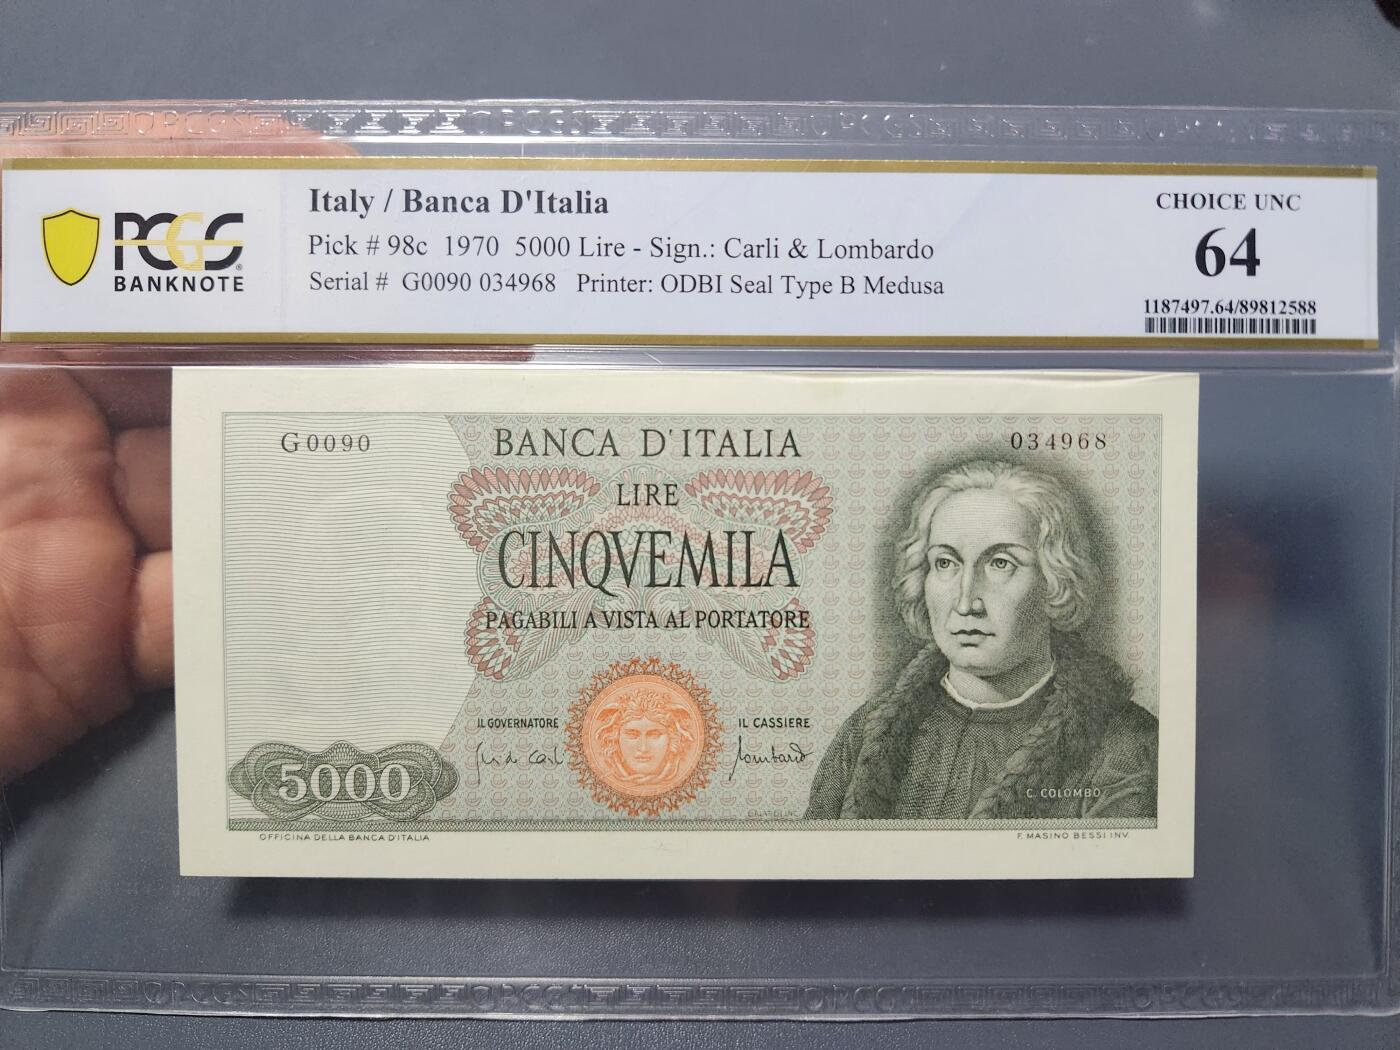 PCGS
BANKNOTE
Italy / Banca D'Italia
Pick # 98c 1970 5000 Lire - Sign.: Carli & Lombardo
Serial # G0090 034968 Printer: ODBI Seal Type B Medusa
CHOICE UNC
64
1187497.64/89812588
G0090
BANCA D'ITALIA
034968
LIRE
CINQVEMILA
PAGABILI A VISTA AL PORTATORE
IL GOVERNATORE
IL CASSIERE
Lombardo
5000
C. COLOMBO
OFFICINA DELLA BANCA D'ITALIA
F. MASINO BESSI INV.